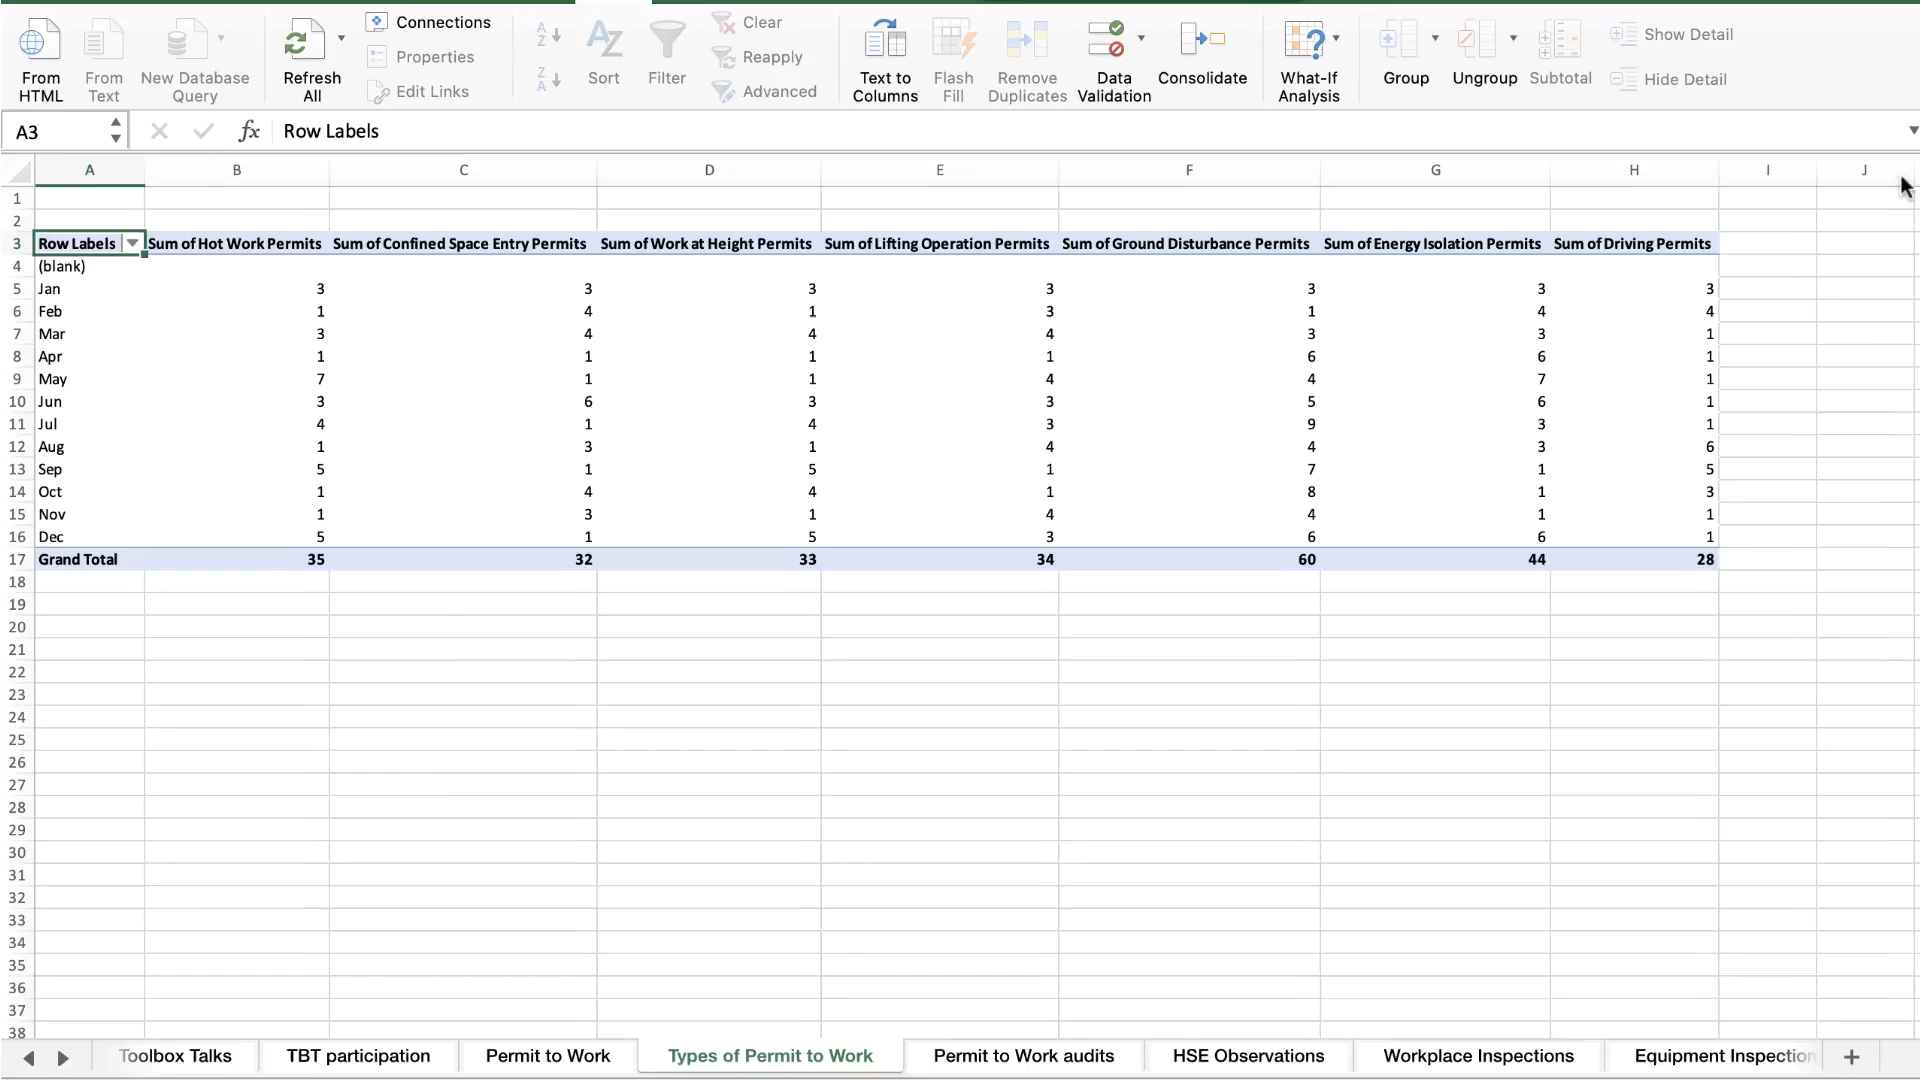 Connections
Properties
Edit Links
Clear
Reapply
Advanced
Show Detail
Hide Detail
From HTML
From Text
New Database Query
Refresh All
A Z
Z A
Sort
Filter
Text to Columns
Flash Fill
Remove Duplicates
Data Validation
Consolidate
What-If Analysis
Group
Ungroup
Subtotal
A3 fx Row Labels
A B C D E F G H I J
1
2
3 Row Labels Sum of Hot Work Permits Sum of Confined Space Entry Permits Sum of Work at Height Permits Sum of Lifting Operation Permits Sum of Ground Disturbance Permits Sum of Energy Isolation Permits Sum of Driving Permits
4 (blank)
5 Jan 3 3 3 3 3 3 3
6 Feb 1 4 1 3 1 4 4
7 Mar 3 4 4 4 3 3 1
8 Apr 1 1 1 1 6 6 1
9 May 7 1 1 4 4 7 1
10 Jun 3 6 3 3 5 6 1
11 Jul 4 1 4 3 9 3 1
12 Aug 1 3 1 4 4 3 6
13 Sep 5 1 5 1 7 1 5
14 Oct 1 4 4 1 8 1 3
15 Nov 1 3 1 4 4 1 1
16 Dec 5 1 5 3 6 6 1
17 Grand Total 35 32 33 34 60 44 28
18
19
20
21
22
23
24
25
26
27
28
29
30
31
32
33
34
35
36
37
38
Toolbox Talks TBT participation Permit to Work Types of Permit to Work Permit to Work audits HSE Observations Workplace Inspections Equipment Inspection